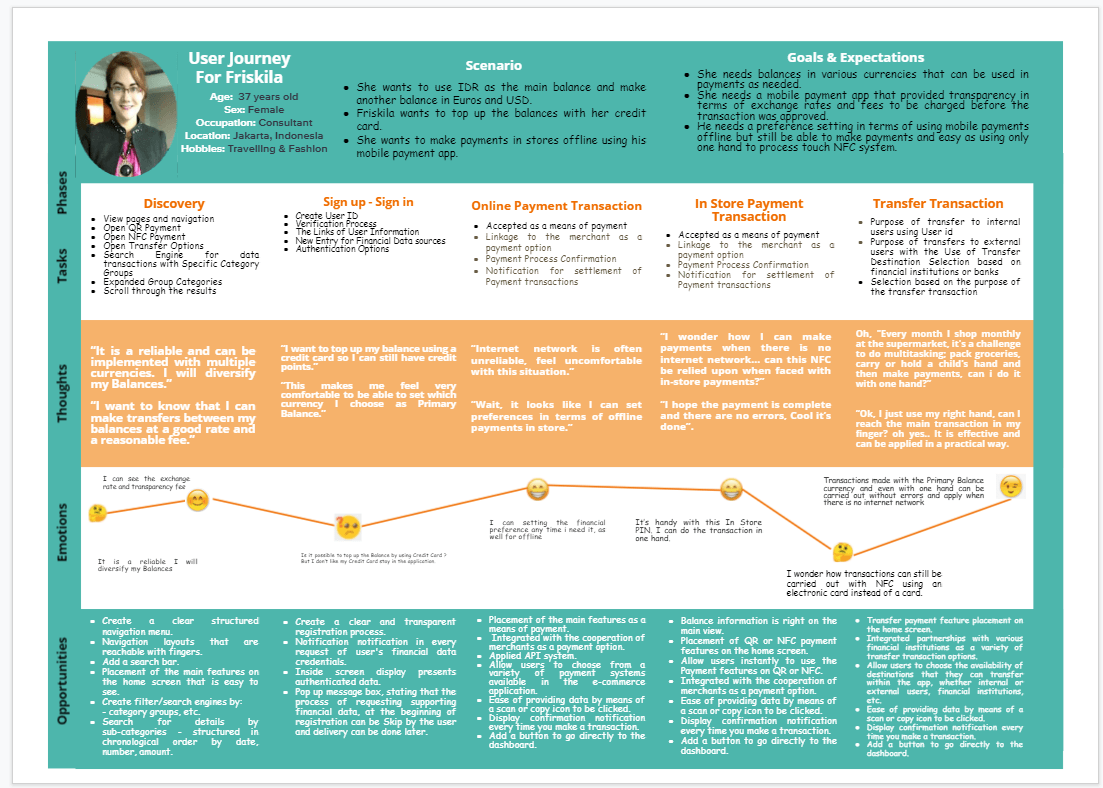 User Journey
For Friskila
Age: 37 years old
Sex: Female
Occupation: Consultant
Location: Jakarta, Indonesia
Hobbies: Travelling & Fashion
Scenario
• She wants to use IDR as the main balance and make
another balance in Euros and USD.
• Friskila wants to top up the balances with her credit
card.
• She wants to make payments in stores offline using his
mobile payment app.
Goals & Expectations
• She needs balances in various currencies that can be used in
payments as needed.
• She needs a mobile payment app that provided transparency in
terms of exchange rates and fees to be charged before the
transaction was approved.
• He needs a preference setting in terms of using mobile payments
offline but still be able to make payments and easy as using only
one hand to process touch NFC system.
Phases
Tasks
Discovery
• View pages and navigation
• Open QR Payment
• Open NFC Payment
• Open Transfer Options
• Search Engine for data
transactions with Specific Category
Groups
• Expanded Group Categories
• Scroll through the results
Sign up - Sign in
• Create User ID
• Verification Process
• The Links of User Information
• New Entry for Financial Data sources
• Authentication Options
Online Payment Transaction
• Accepted as a means of payment
• Linkage to the merchant as a
payment option
• Payment Process Confirmation
• Notification for settlement of
Payment transactions
In Store Payment
Transaction
• Accepted as a means of payment
• Linkage to the merchant as a
payment option
• Payment Process Confirmation
• Notification for settlement of
Payment transactions
Transfer Transaction
• Purpose of transfer to internal
users using User id
• Purpose of transfers to external
users with the Use of Transfer
Destination Selection based on
financial institutions or banks
• Selection based on the purpose of
the transfer transaction
Thoughts
"It is a reliable and can be
implemented with multiple
currencies. I will diversify
my Balances."
"I want to know that I can
make transfers between my
balances at a good rate and
a reasonable fee."
"I want to top up my balance using a
credit card so I can still have credit
points."
"This makes me feel very
comfortable to be able to set which
currency I choose as Primary
Balance."
"Internet network is often
unreliable, feel uncomfortable
with this situation."
"Wait, it looks like I can set
preferences in terms of offline
payments in store."
"I wonder how I can make
payments when there is no
internet network... can this NFC
be relied upon when faced with
in-store payments?"
"I hope the payment is complete
and there are no errors, Cool it's
done".
Oh, "Every month I shop monthly
at the supermarket, it's a challenge
to do multitasking; pack groceries,
carry or hold a child's hand and
then make payments, can i do it
with one hand?"
"Ok, I just use my right hand, can I
reach the main transaction in my
finger? oh yes.. It is effective and
can be applied in a practical way.
Emotions
I can see the exchange
rate and transparency fee
It is a reliable I will
diversify my Balances
Is it possible to top up the Balance by using Credit Card ?
But I don't like my Credit Card stay in the application
I can setting the financial
preference any time i need it, as
well for offline
It's handy with this In Store
PIN. I can do the transaction in
one hand.
Transactions made with the Primary Balance
currency and even with one hand can be
carried out without errors and apply when
there is no internet network
I wonder how transactions can still be
carried out with NFC using an
electronic card instead of a card.
Opportunities
• Create a clear structured
navigation menu.
• Navigation layouts that are
reachable with fingers.
• Add a search bar.
• Placement of the main features on
the home screen that is easy to
see.
• Create filter/search engines by:
- category groups, etc.
• Search for details by
sub-categories - structured in
chronological order by date,
number, amount.
• Create a clear and transparent
registration process.
• Notification notification in every
request of user's financial data
credentials.
• Inside screen display presents
authenticated data.
• Pop up message box, stating that the
process of requesting supporting
financial data, at the beginning of
registration can be Skip by the user
and delivery can be done later.
• Placement of the main features as a
means of payment.
• Integrated with the cooperation of
merchants as a payment option.
• Applied API system.
• Allow users to choose from a
variety of payment systems
available in the e-commerce
application.
• Ease of providing data by means of
a scan or copy icon to be clicked.
• Display confirmation notification
every time you make a transaction.
• Add a button to go directly to the
dashboard.
• Balance information is right on the
main view.
• Placement of QR or NFC payment
features on the home screen.
• Allow users instantly to use the
Payment features on QR or NFC.
• Integrated with the cooperation of
merchants as a payment option.
• Ease of providing data by means of
a scan or copy icon to be clicked.
• Display confirmation notification
every time you make a transaction.
• Add a button to go directly to the
dashboard.
• Transfer payment feature placement on
the home screen.
• Integrated partnerships with various
financial institutions as a variety of
transfer transaction options.
• Allow users to choose the availability of
destinations that they can transfer
within the app, whether internal or
external users, financial institutions,
etc.
• Ease of providing data by means of a
scan or copy icon to be clicked.
• Display confirmation notification every
time you make a transaction.
• Add a button to go directly to the
dashboard.